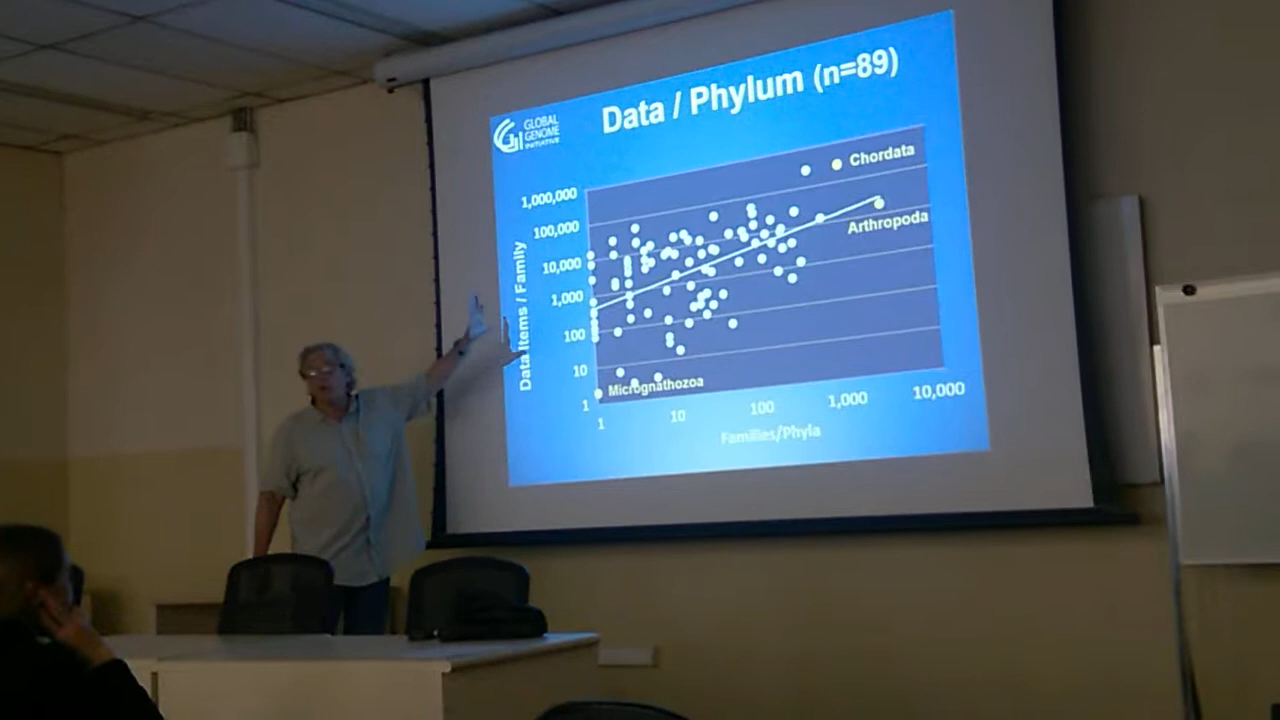 Data / Phylum (n=89)
GLOBAL
GENOME
INITIATIVE
Chordata
Arthropoda
Micrognathozoa
Data Items / Family
1,000,000
100,000
10,000
1,000
100
10
1
1
10
100
1,000
10,000
Families/Phyla